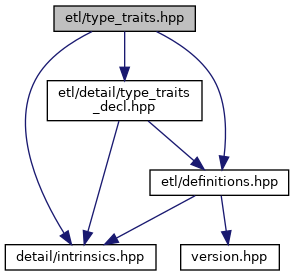 etl/type_traits.hpp
etl/detail/type_traits
_decl.hpp
etl/definitions.hpp
detail/intrinsics.hpp
version.hpp